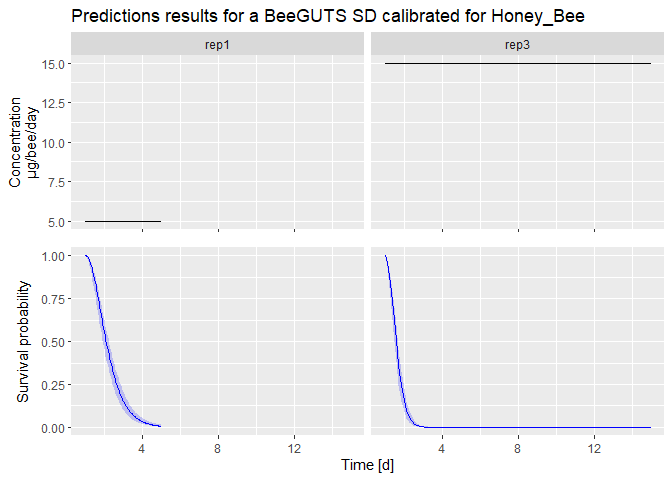 Predictions results for a BeeGUTS SD calibrated for Honey_Bee
rep1
rep3
Concentration
µg/bee/day
15.0
12.5
10.0
7.5
5.0
Survival probability
1.00
0.75
0.50
0.25
0.00
4
8
12
4
8
12
Time [d]